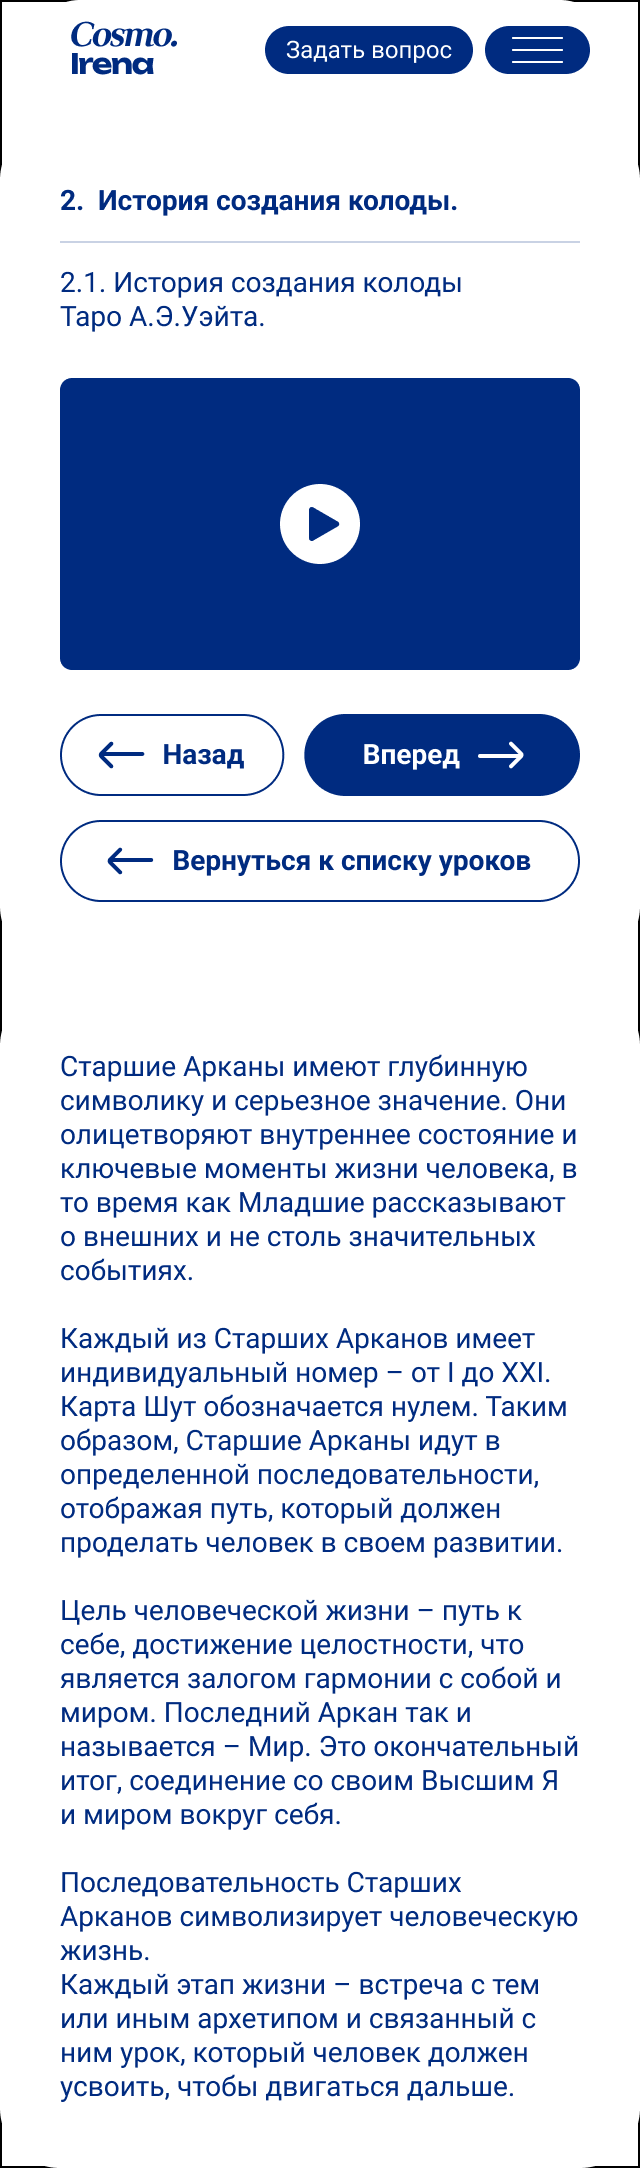 Cosmo.
Irena
Задать вопрос
2. История создания колоды.
2.1. История создания колоды
Таро А.Э.Уэйта.
Назад
Вперед
Вернуться к списку уроков
Старшие Арканы имеют глубинную
символику и серьезное значение. Они
олицетворяют внутреннее состояние и
ключевые моменты жизни человека, в
то время как Младшие рассказывают
о внешних и не столь значительных
событиях.
Каждый из Старших Арканов имеет
индивидуальный номер – от I до XXI.
Карта Шут обозначается нулем. Таким
образом, Старшие Арканы идут в
определенной последовательности,
отображая путь, который должен
проделать человек в своем развитии.
Цель человеческой жизни – путь к
себе, достижение целостности, что
является залогом гармонии с собой и
миром. Последний Аркан так и
называется – Мир. Это окончательный
итог, соединение со своим Высшим Я
и миром вокруг себя.
Последовательность Старших
Арканов символизирует человеческую
жизнь.
Каждый этап жизни – встреча с тем
или иным архетипом и связанный с
ним урок, который человек должен
усвоить, чтобы двигаться дальше.